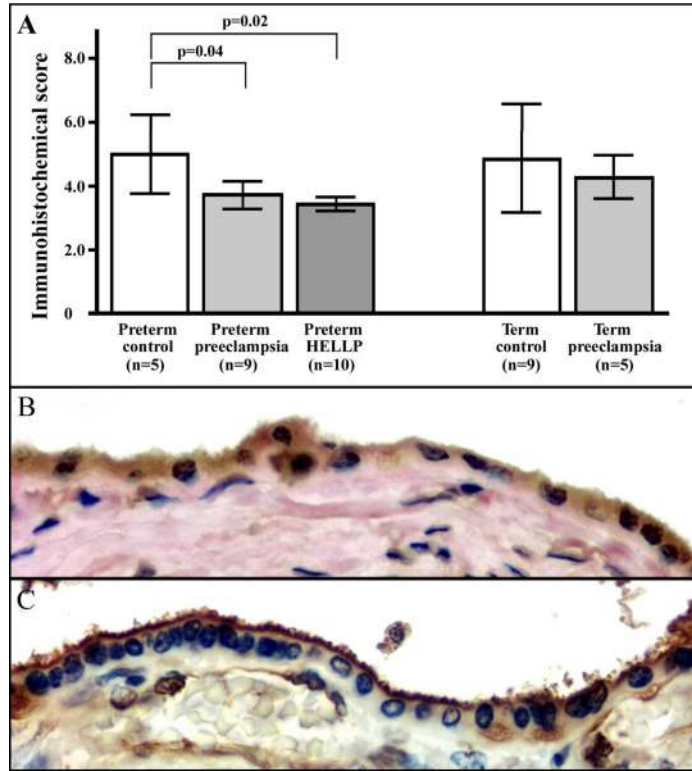 A
p=0.02
p=0.04
Immunohistochemical score
8.0
6.0
4.0
2.0
0
Preterm
control
(n=5)
Preterm
preeclampsia
(n=9)
Preterm
HELLP
(n=10)
Term
control
(n=9)
Term
preeclampsia
(n=5)
B
C